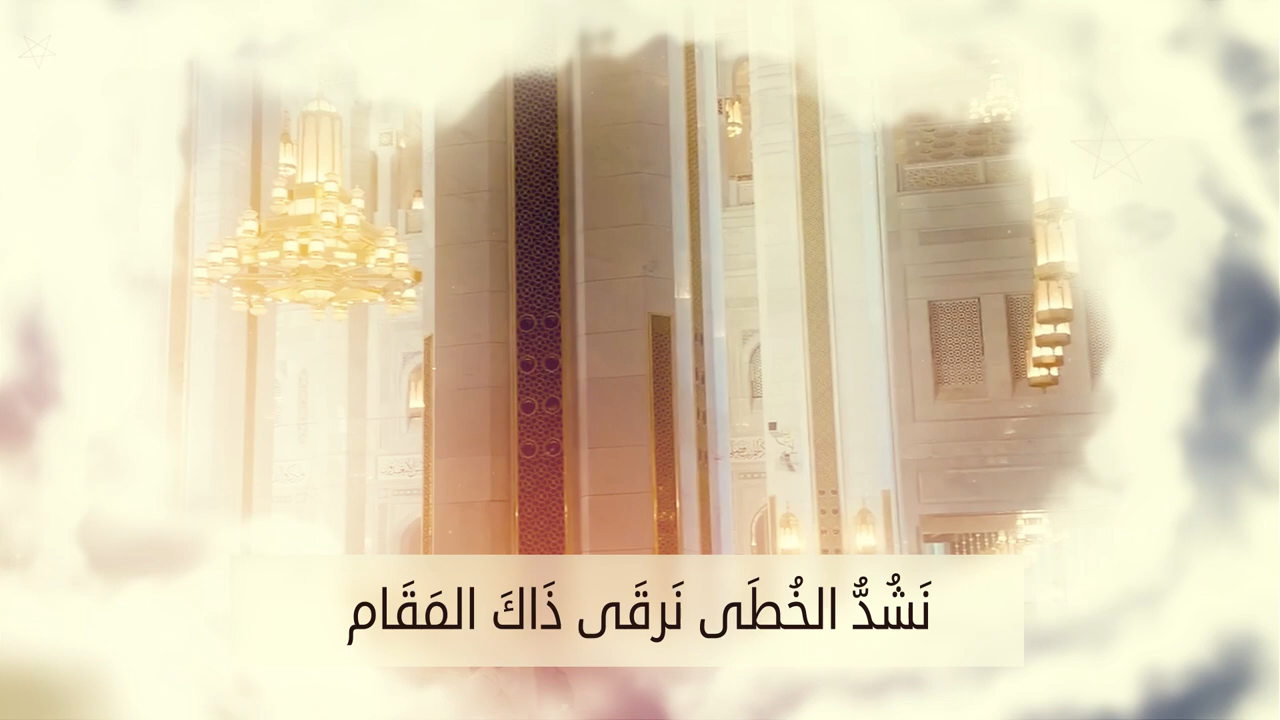 نَشُدُّ الخُطَى نَرقَى ذَاكَ المَقَام